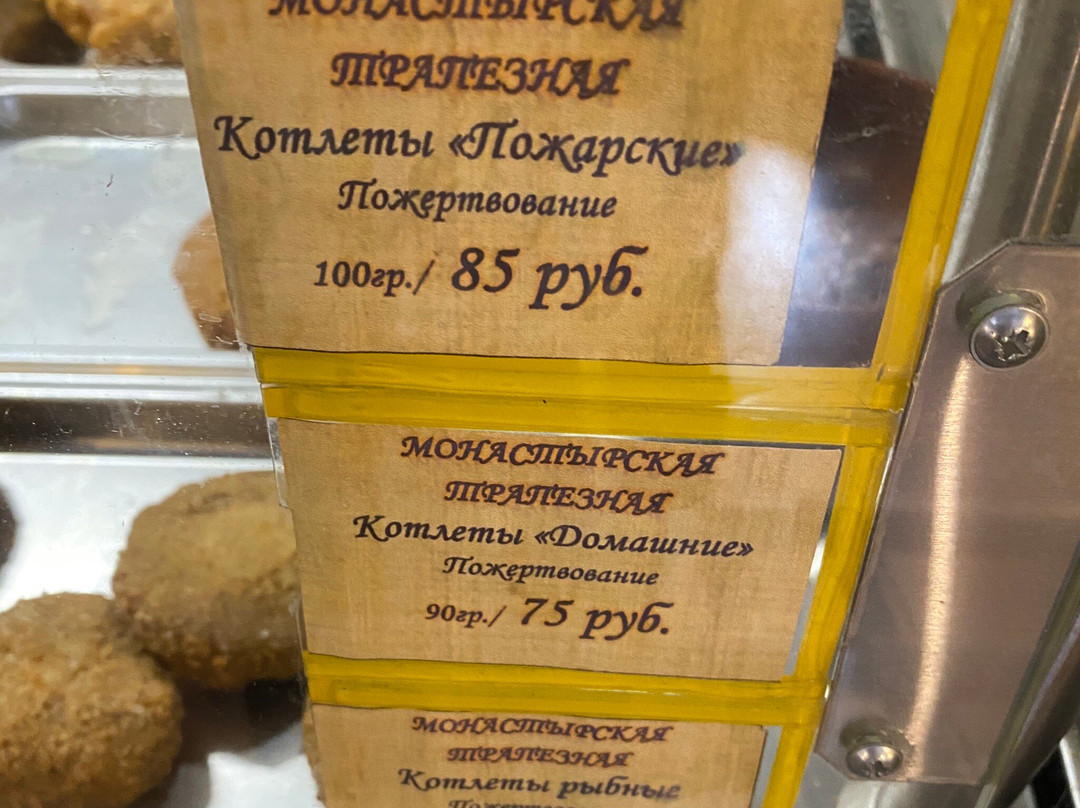 МОНАСТЫРСКАЯ
ТРАПЕЗНАЯ
Котлеты «Пожарские»
Пожертвование
100гр./ 85 руб.
МОНАСТЫРСКАЯ
ТРАПЕЗНАЯ
Котлеты «Домашние»
Пожертвование
90гр./ 75 руб.
МОНАСТЫРСКАЯ
ТРАПЕЗНАЯ
Котлеты рыбные